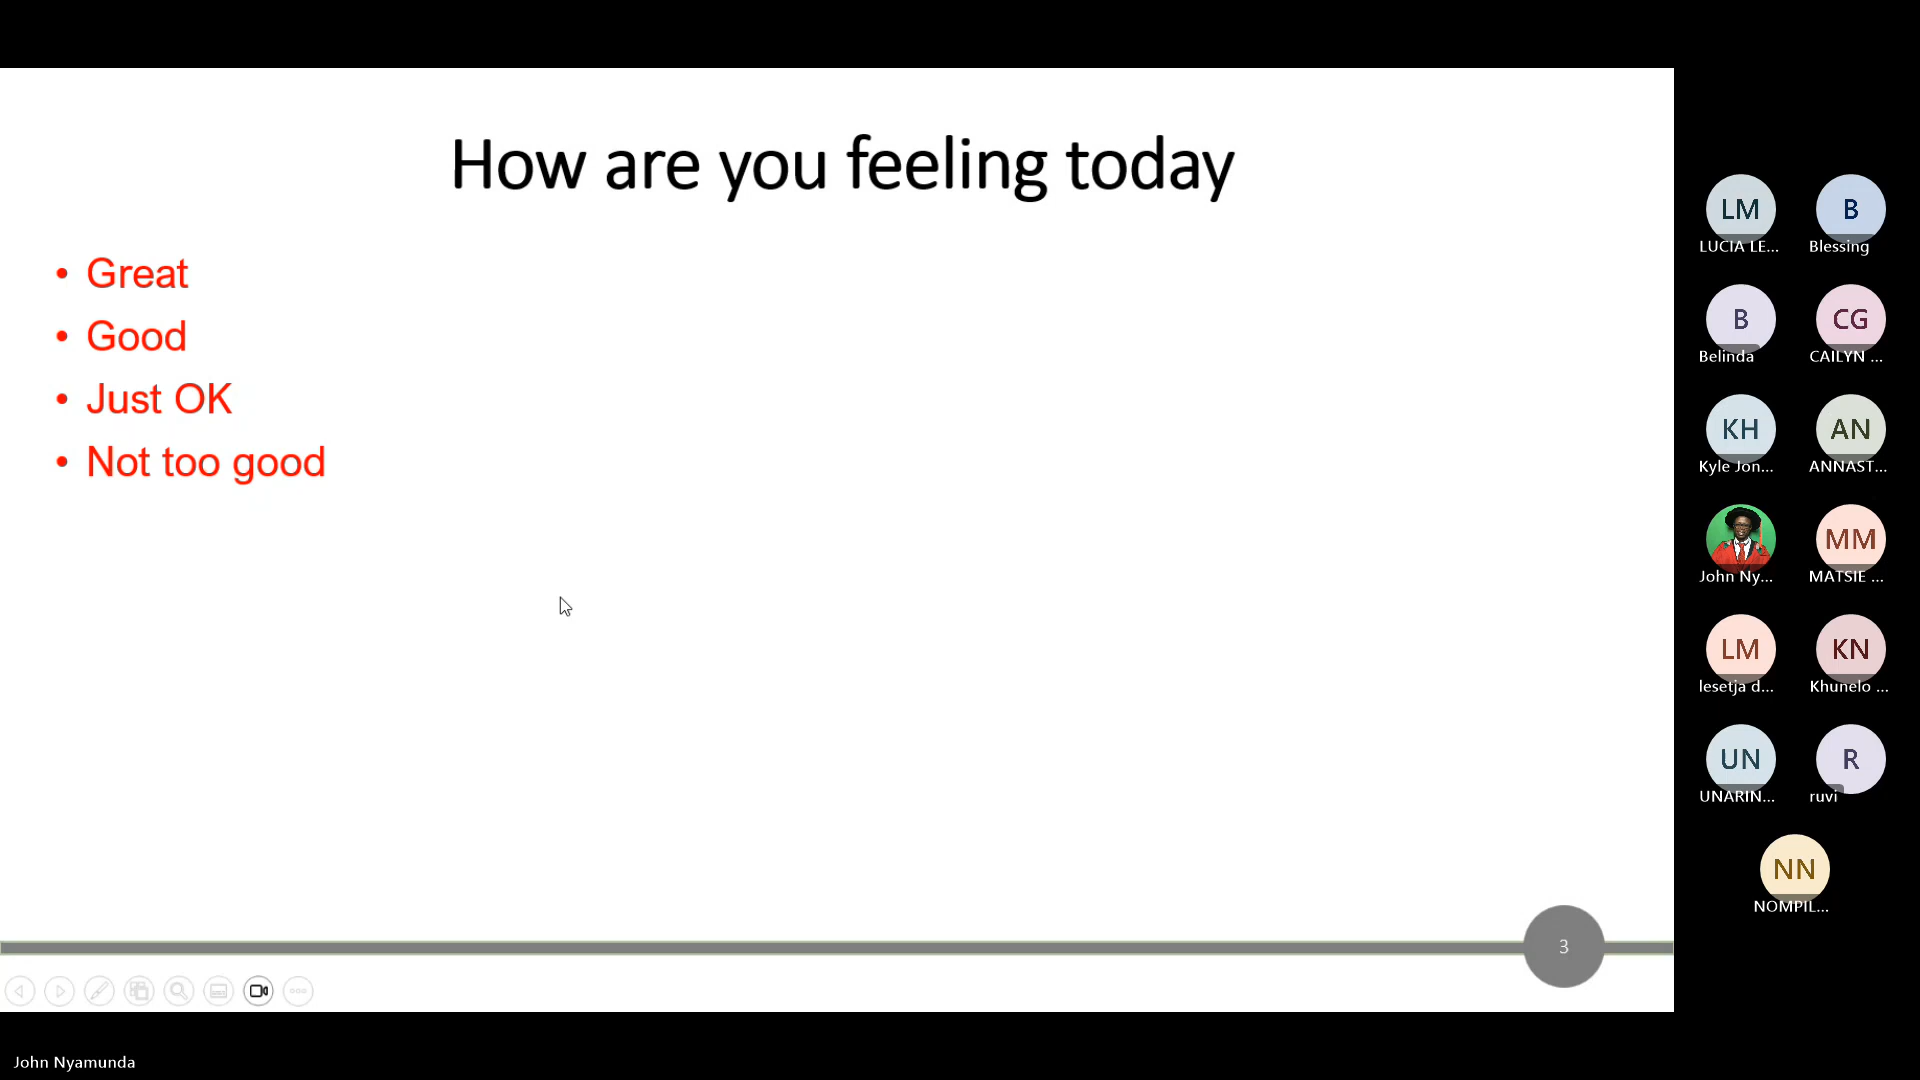 How are you feeling today
• Great
• Good
• Just OK
• Not too good
3
LM
LUCIA LE...
B
Blessing
B
Belinda
CG
CAILYN ...
KH
Kyle Jon...
AN
ANNAST...
John Ny...
MM
MATSIE ...
LM
lesetja d...
KN
Khunelo ...
UN
UNARIN...
R
ruvi
NN
NOMPIL...
John Nyamunda